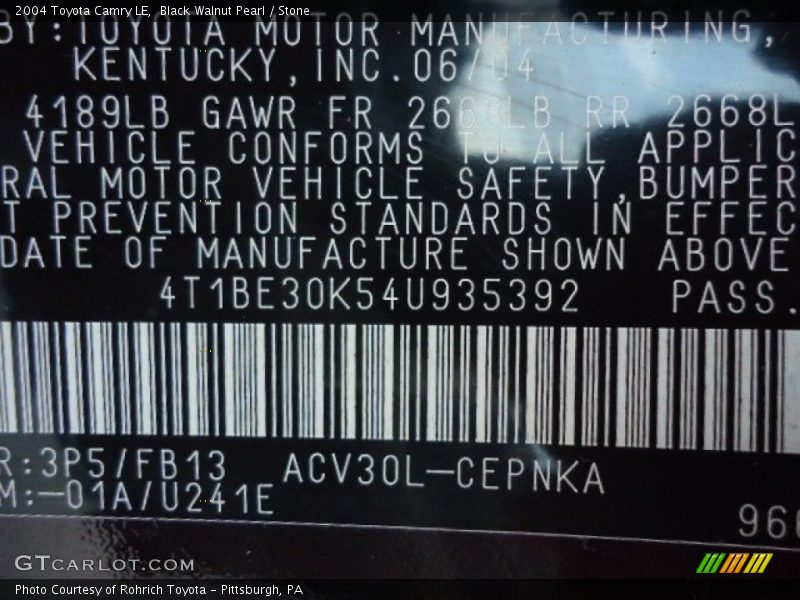 2004 Toyota Camry LE,  Black Walnut Pearl / Stone
BY: TOYOTA MOTOR MANUFACTURING,
KENTUCKY, INC. 06/04
4189LB GAWR FR 2668LB RR 2668L
VEHICLE CONFORMS TO ALL APPLIC
RAL MOTOR VEHICLE SAFETY, BUMPER
T PREVENTION STANDARDS IN EFFEC
DATE OF MANUFACTURE SHOWN ABOVE
4T1BE30K54U935392 PASS.
R:3P5/FB13 ACV30L-CEPNKA
M:-01A/U241E
960
GTCARLOT.COM
Photo Courtesy of Rohrich Toyota - Pittsburgh, PA